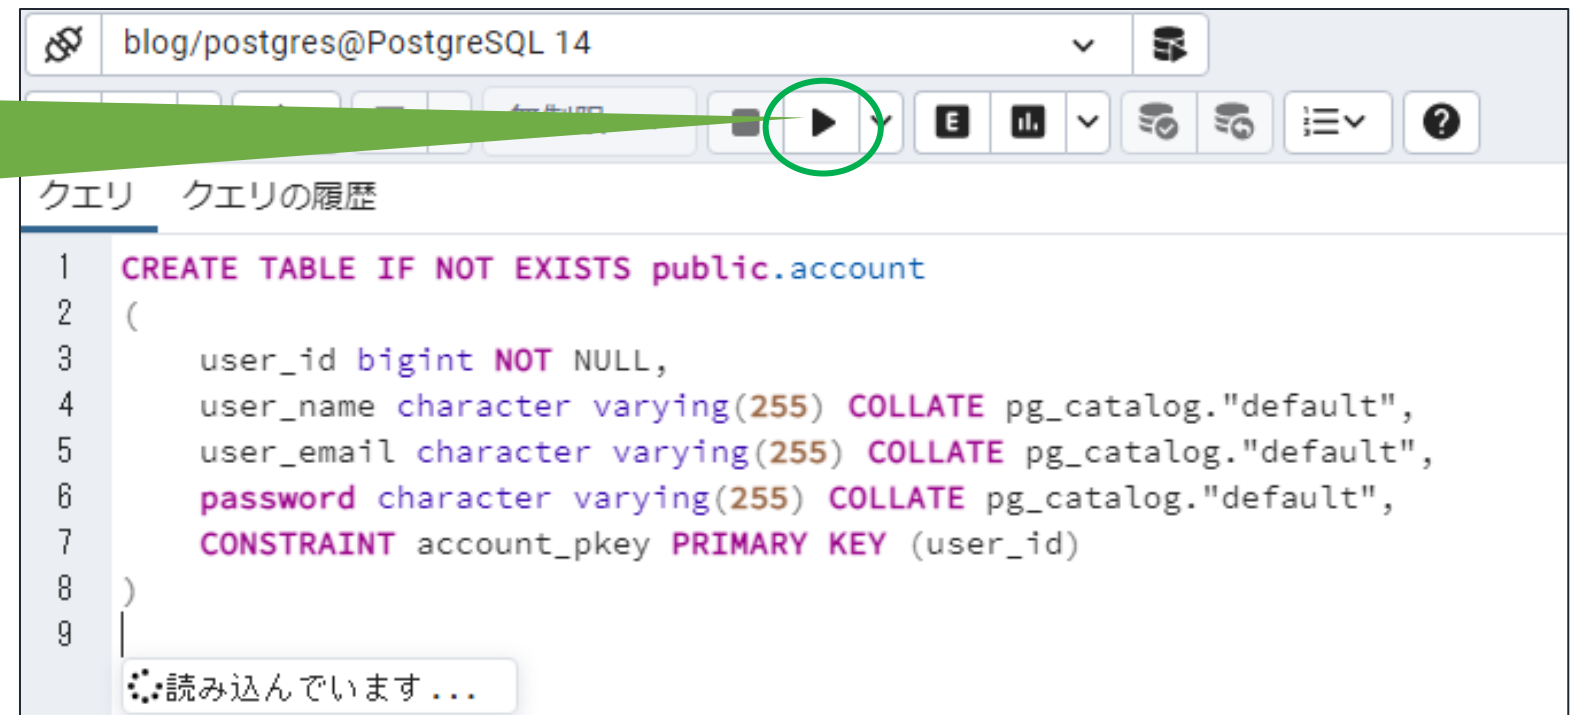 blog/postgres@PostgreSQL 14
E
?
クエリ クエリの履歴
1 CREATE TABLE IF NOT EXISTS public.account
2 (
3 user_id bigint NOT NULL,
4 user_name character varying(255) COLLATE pg_catalog."default",
5 user_email character varying(255) COLLATE pg_catalog."default",
6 password character varying(255) COLLATE pg_catalog."default",
7 CONSTRAINT account_pkey PRIMARY KEY (user_id)
8 )
9
読み込んでいます...